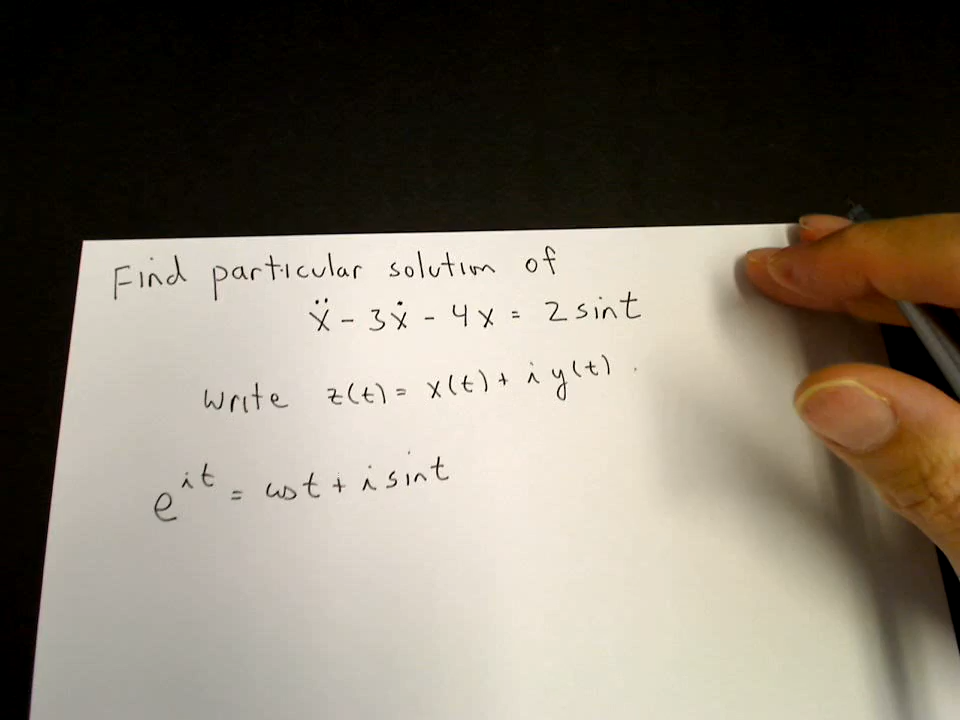 Find particular solution of
ẍ - 3ẋ - 4x = 2 sint
write z(t) = x(t) + i y(t).
e^{it} = cost + i sint